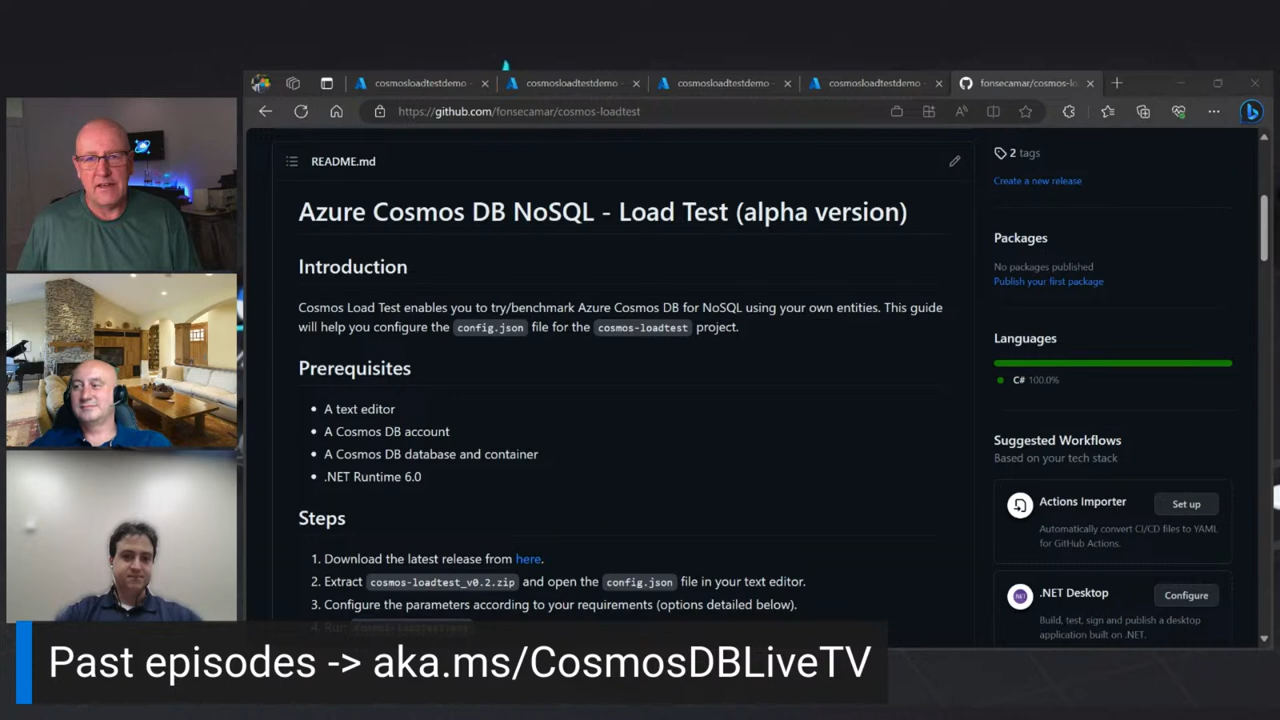 cosmosloadtestdemo
cosmosloadtestdemo
cosmosloadtestdemo
cosmosloadtestdemo
fonsecamar/cosmos-lo
https://github.com/fonsecamar/cosmos-loadtest
README.md
Azure Cosmos DB NoSQL - Load Test (alpha version)
Introduction
Cosmos Load Test enables you to try/benchmark Azure Cosmos DB for NoSQL using your own entities. This guide
will help you configure the config.json file for the cosmos-loadtest project.
Prerequisites
• A text editor
• A Cosmos DB account
• A Cosmos DB database and container
• .NET Runtime 6.0
Steps
1. Download the latest release from here.
2. Extract cosmos-loadtest_v0.2.zip and open the config.json file in your text editor.
3. Configure the parameters according to your requirements (options detailed below).
4. Run
2 tags
Create a new release
Packages
No packages published
Publish your first package
Languages
C# 100.0%
Suggested Workflows
Based on your tech stack
Actions Importer
Set up
Automatically convert CI/CD files to YAML
for GitHub Actions.
.NET
.NET Desktop
Configure
Build, test, sign and publish a desktop
application built on .NET.
Past episodes -> aka.ms/CosmosDBLiveTV